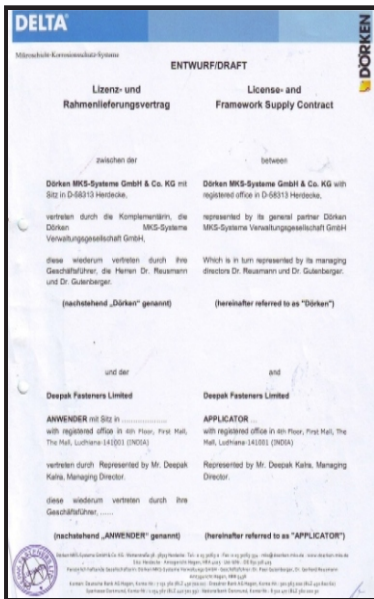 DELTA®
DÖRKEN
Mikroschicht-Korrosionsschutz-Systeme
ENTWURF/DRAFT
Lizenz- und
Rahmenlieferungsvertrag
License- and
Framework Supply Contract
zwischen der
between
Dörken MKS-Systeme GmbH & Co. KG mit
Sitz in D-58313 Herdecke,
Dörken MKS-Systeme GmbH & Co. KG with
registered office in D-58313 Herdecke,
vertreten durch die Komplementärin, die
Dörken MKS-Systeme
Verwaltungsgesellschaft GmbH,
represented by its general partner Dörken
MKS-Systeme Verwaltungsgesellschaft GmbH
diese wiederum vertreten durch ihre
Geschäftsführer, die Herren Dr. Reusmann
und Dr. Gutenberger.
Which is in turn represented by its managing
directors Dr. Reusmann and Dr. Gutenberger.
(nachstehend „Dörken" genannt)
(hereinafter referred to as "Dörken")
und der
and
Deepak Fasteners Limited
Deepak Fasteners Limited
ANWENDER mit Sitz in ....................
with registered office in 4th Floor, First Mall,
The Mall, Ludhiana-141001 (INDIA)
APPLICATOR ...
with registered office in 4th Floor, First Mall,
The Mall, Ludhiana-141001 (INDIA)
vertreten durch Represented by Mr. Deepak
Kalra, Managing Director.
Represented by Mr. Deepak Kalra, Managing
Director.
diese wiederum vertreten durch ihre
Geschäftsführer, ......
(nachstehend „ANWENDER" genannt)
(hereinafter referred to as "APPLICATOR")